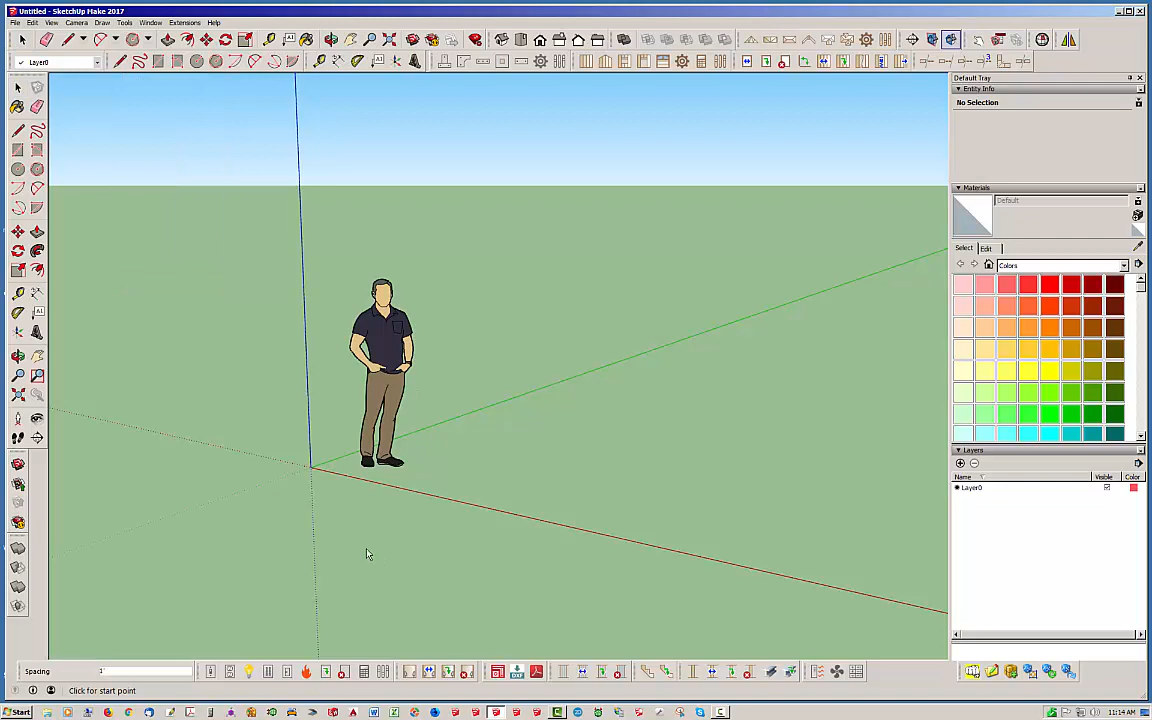 Untitled - SketchUp Make 2017
File Edit View Camera Draw Tools Window Extensions Help
Layer0
Default Tray
Entity Info
No Selection
Materials
Default
Select Edit
Colors
Layers
Name Visible Color
Layer0
Spacing 1'
Click for start point
Start
11:14 AM